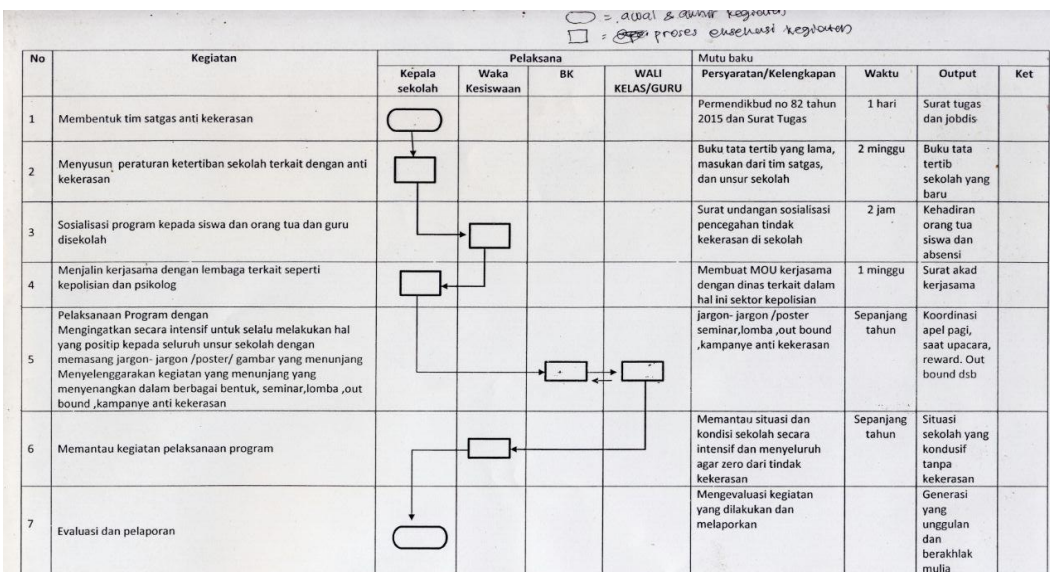 = awal & akhir kegiatan
= proses eksekusi kegiatan
No Kegiatan Pelaksana Mutu baku
Kepala sekolah Waka Kesiswaan BK WALI KELAS/GURU Persyaratan/Kelengkapan Waktu Output Ket
1
Membentuk tim satgas anti kekerasan
Permendikbud no 82 tahun
2015 dan Surat Tugas
1 hari
Surat tugas
dan jobdis
2
Menyusun peraturan ketertiban sekolah terkait dengan anti
kekerasan
Buku tata tertib yang lama,
masukan dari tim satgas,
dan unsur sekolah
2 minggu
Buku tata
tertib
sekolah yang
baru
3
Sosialisasi program kepada siswa dan orang tua dan guru
disekolah
Surat undangan sosialisasi
pencegahan tindak
kekerasan di sekolah
2 jam
Kehadiran
orang tua
siswa dan
absensi
4
Menjalin kerjasama dengan lembaga terkait seperti
kepolisian dan psikolog
Membuat MOU kerjasama
dengan dinas terkait dalam
hal ini sektor kepolisian
1 minggu
Surat akad
kerjasama
5
Pelaksanaan Program dengan
Mengingatkan secara intensif untuk selalu melakukan hal
yang positip kepada seluruh unsur sekolah dengan
memasang jargon- jargon /poster/ gambar yang menunjang
Menyelenggarakan kegiatan yang menunjang yang
menyenangkan dalam berbagai bentuk, seminar,lomba ,out
bound ,kampanye anti kekerasan
jargon- jargon /poster
seminar,lomba ,out bound
,kampanye anti kekerasan
Sepanjang
tahun
Koordinasi
apel pagi,
saat upacara,
reward. Out
bound dsb
6
Memantau kegiatan pelaksanaan program
Memantau situasi dan
kondisi sekolah secara
intensif dan menyeluruh
agar zero dari tindak
kekerasan
Sepanjang
tahun
Situasi
sekolah yang
kondusif
tanpa
kekerasan
7
Evaluasi dan pelaporan
Mengevaluasi kegiatan
yang dilakukan dan
melaporkan
Generasi
yang
unggulan
dan
berakhlak
mulia